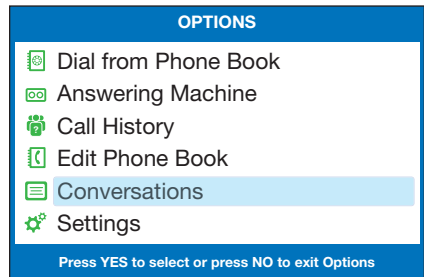 OPTIONS
Dial from Phone Book
Answering Machine
Call History
Edit Phone Book
Conversations
Settings
Press YES to select or press NO to exit Options